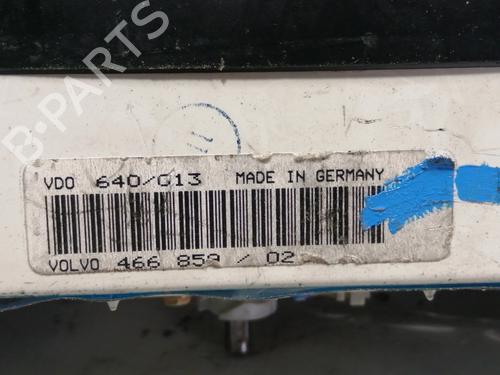 VDO 640/013 MADE IN GERMANY
VOLVO 466 859 / 02
B-PARTS